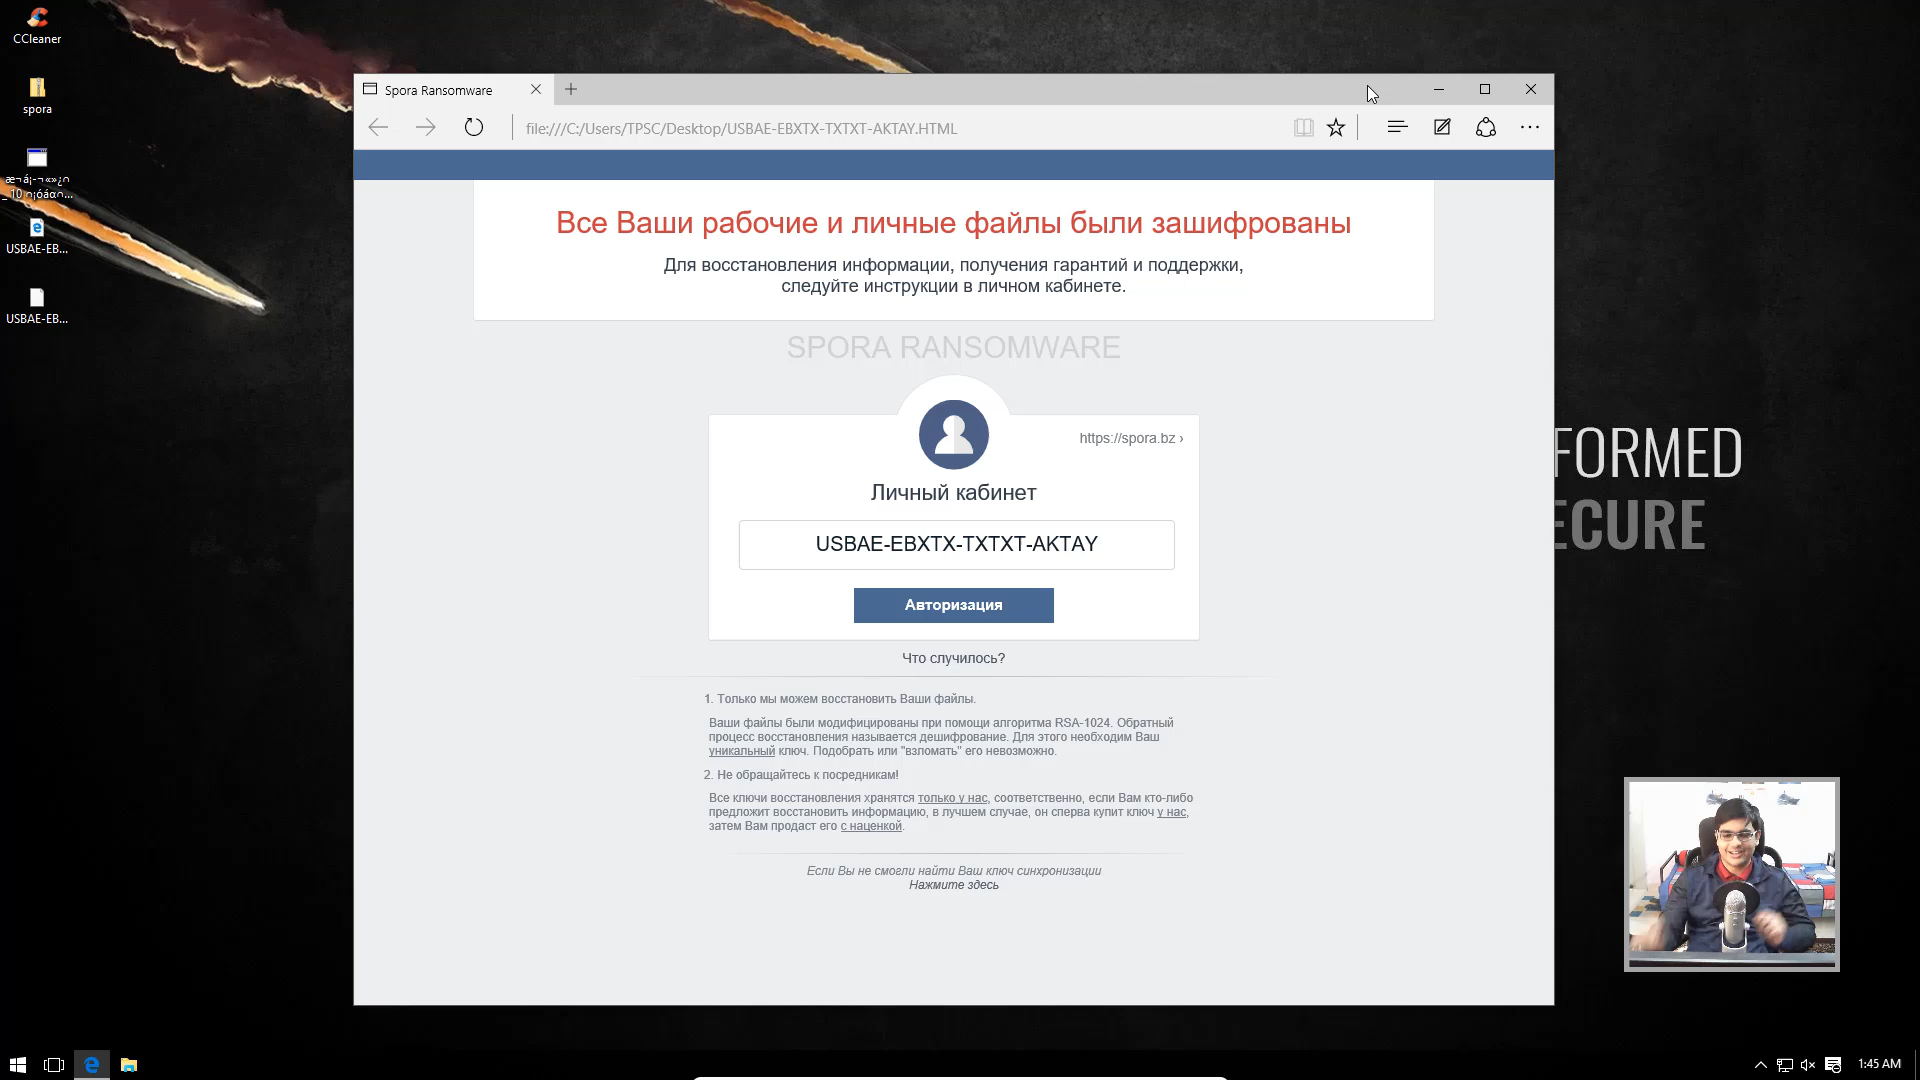 CCleaner
spora
USBAE-EB...
USBAE-EB...
Spora Ransomware
file:///C:/Users/TPSC/Desktop/USBAE-EBXTX-TXTXT-AKTAY.HTML
Все Ваши рабочие и личные файлы были зашифрованы
Для восстановления информации, получения гарантий и поддержки,
следуйте инструкции в личном кабинете.
SPORA RANSOMWARE
https://spora.bz ›
Личный кабинет
USBAE-EBXTX-TXTXT-AKTAY
Авторизация
Что случилось?
1. Только мы можем восстановить Ваши файлы.
Ваши файлы были модифицированы при помощи алгоритма RSA-1024. Обратный
процесс восстановления называется дешифрование. Для этого необходим Ваш
уникальный ключ. Подобрать или "взломать" его невозможно.
2. Не обращайтесь к посредникам!
Все ключи восстановления хранятся только у нас, соответственно, если Вам кто-либо
предложит восстановить информацию, в лучшем случае, он сперва купит ключ у нас,
затем Вам продаст его с наценкой.
Если Вы не смогли найти Ваш ключ синхронизации
Нажмите здесь
FORMED
ECURE
1:45 AM